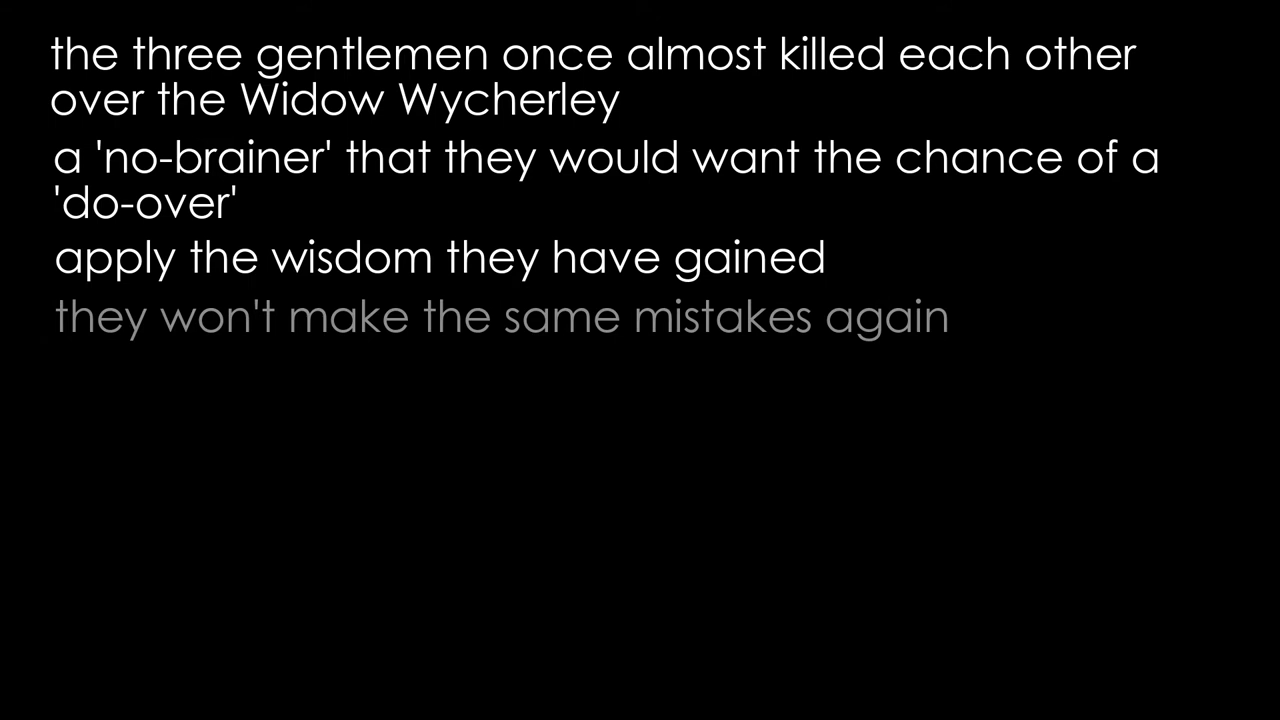 the three gentlemen once almost killed each other
over the Widow Wycherley
a 'no-brainer' that they would want the chance of a
'do-over'
apply the wisdom they have gained
they won't make the same mistakes again